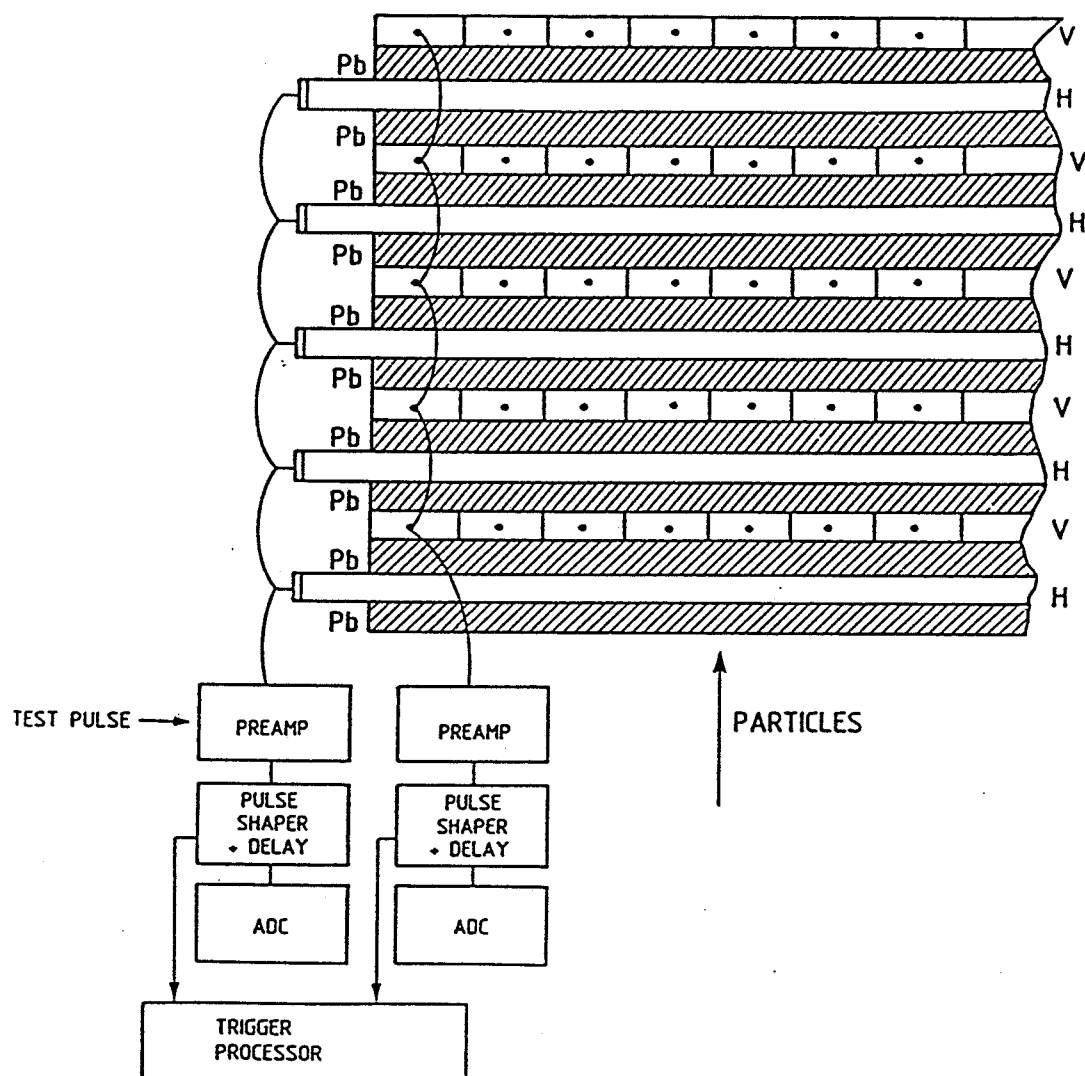 V
Pb
H
Pb
V
Pb
H
Pb
V
Pb
H
Pb
V
Pb
H
Pb
V
Pb
H
Pb
TEST PULSE
PREAMP
PREAMP
PARTICLES
PULSE
SHAPER
+ DELAY
PULSE
SHAPER
+ DELAY
ADC
ADC
TRIGGER
PROCESSOR